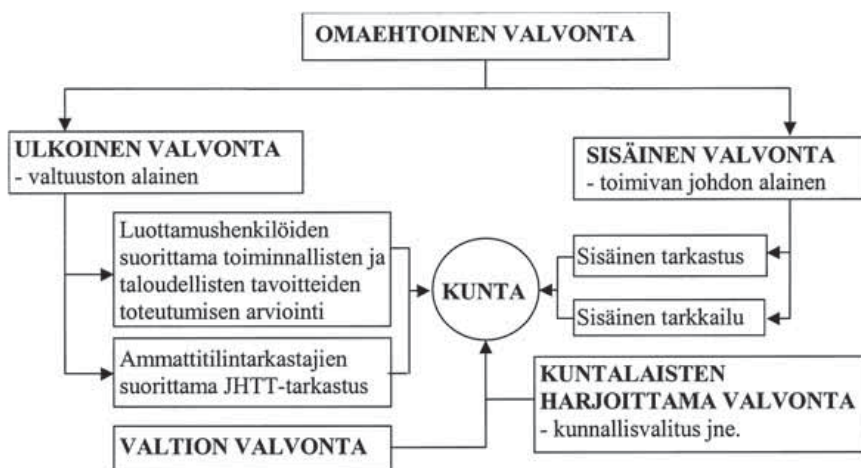 OMAEHTOINEN VALVONTA
ULKOINEN VALVONTA
- valtuuston alainen
SISÄINEN VALVONTA
- toimivan johdon alainen
Luottamushenkilöiden
suorittama toiminnallisten ja
taloudellisten tavoitteiden
toteutumisen arviointi
Ammattitilintarkastajien
suorittama JHTT-tarkastus
KUNTA
Sisäinen tarkastus
Sisäinen tarkkailu
VALTION VALVONTA
KUNTALAISTEN
HARJOITTAMA VALVONTA
- kunnallisvalitus jne.